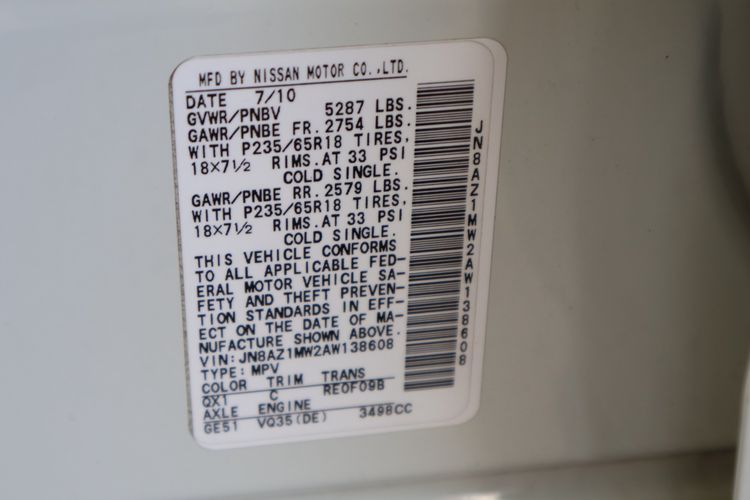 MFD BY NISSAN MOTOR CO.,LTD.
DATE 7/10
GVWR/PNBV 5287 LBS.
GAWR/PNBE FR. 2754 LBS.
WITH P235/65R18 TIRES,
18×7½ RIMS. AT 33 PSI
COLD SINGLE.
GAWR/PNBE RR. 2579 LBS.
WITH P235/65R18 TIRES,
18×7½ RIMS. AT 33 PSI
COLD SINGLE.
THIS VEHICLE CONFORMS
TO ALL APPLICABLE FED-
ERAL MOTOR VEHICLE SA-
FETY AND THEFT PREVEN-
TION STANDARDS IN EFF-
ECT ON THE DATE OF MA-
NUFACTURE SHOWN ABOVE.
VIN: JN8AZ1MW2AW138608
TYPE: MPV
COLOR TRIM TRANS
QX1 C RE0F09B
AXLE ENGINE
GE51 VQ35(DE) 3498CC
JN8AZ1MW2AW138608